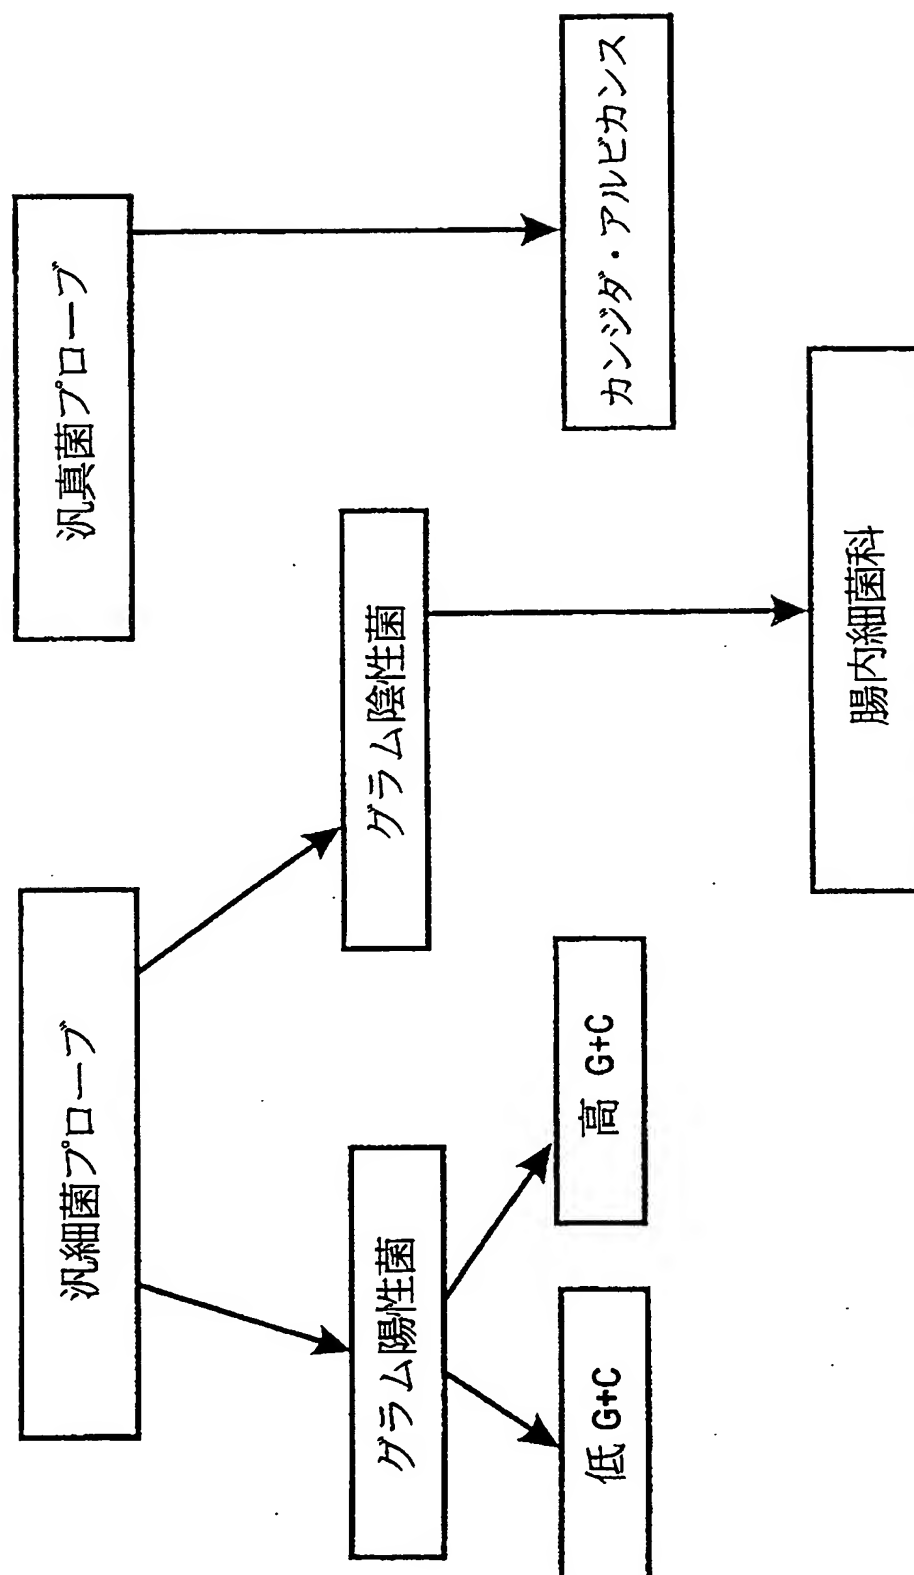 汎細菌プローブ
汎真菌プローブ
グラム陽性菌
グラム陰性菌
低 G+C
高 G+C
カンジダ・アルビカンス
腸内細菌科